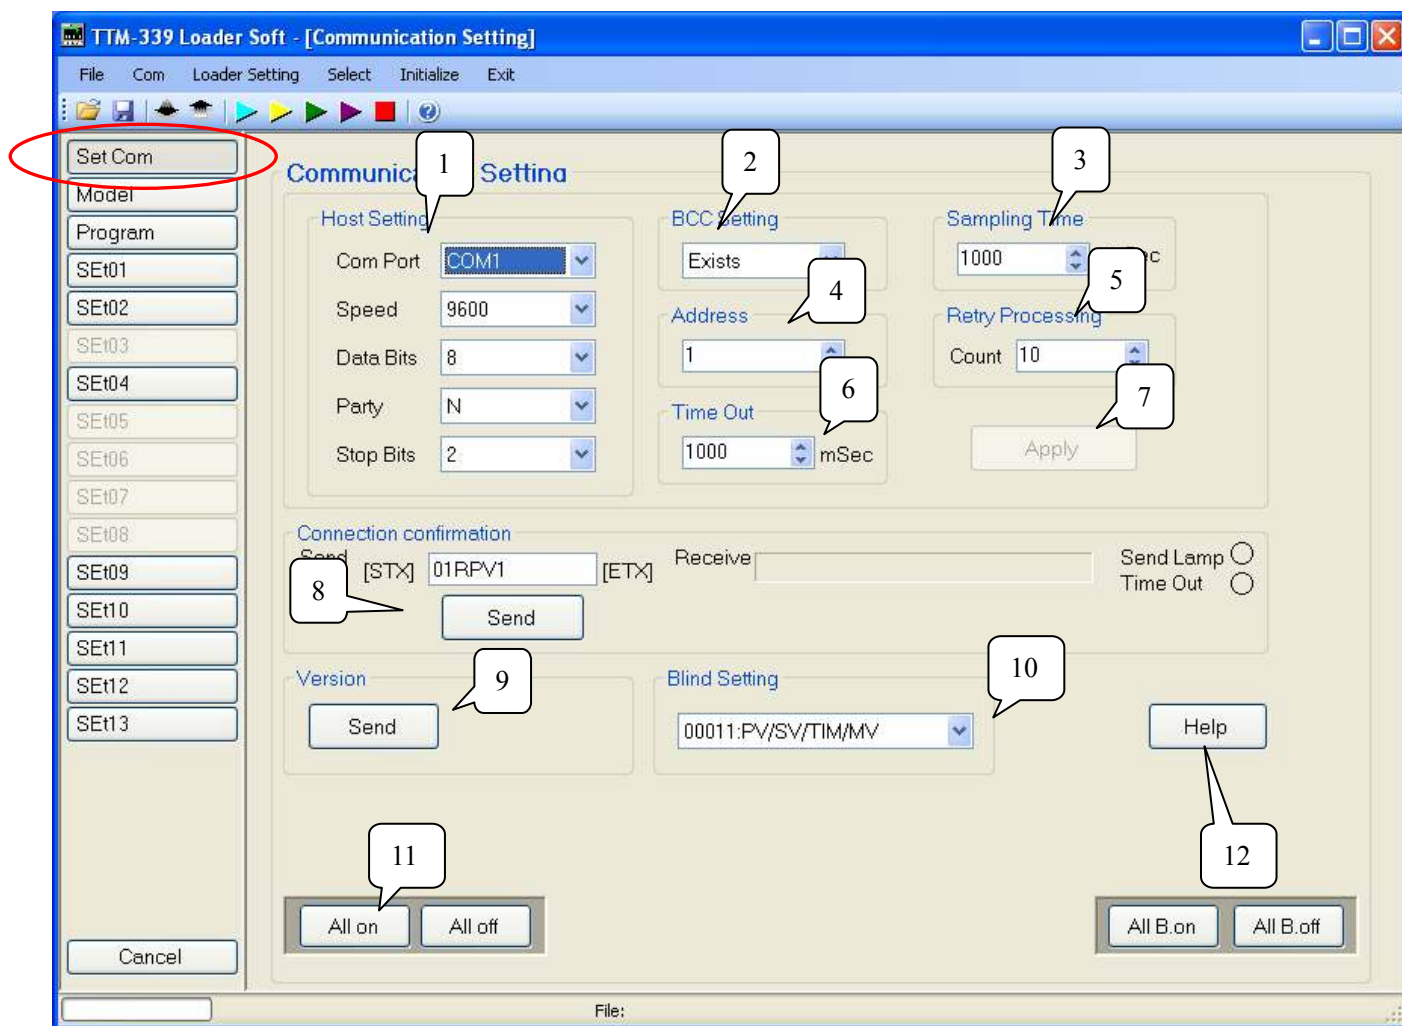 TTM-339 Loader Soft - [Communication Setting]
File Com Loader Setting Select Initialize Exit
Set Com
Model
Program
SEt01
SEt02
SEt03
SEt04
SEt05
SEt06
SEt07
SEt08
SEt09
SEt10
SEt11
SEt12
SEt13
Cancel
1
2
3
Setting
Host Setting
Com Port COM1
Speed 9600
Data Bits 8
Party N
Stop Bits 2
BCC Setting
Exists
4
Address
1
6
Time Out
1000 mSec
Sampling Time
1000
5
Retry Processing
Count 10
7
Apply
Connection confirmation
Send [STX] 01RPV1 [ETX] Receive
Send Lamp
Time Out
8
Send
Version
9
Send
Blind Setting
10
00011:PV/SV/TIM/MV
Help
11
12
All on All off
All B.on All B.off
File: